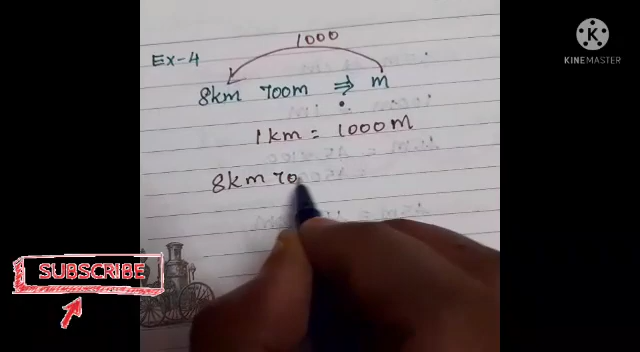 1000
Ex-4
8km 700m ⇒ m
1km = 1000m
8km 70
K
KINEMASTER
SUBSCRIBE